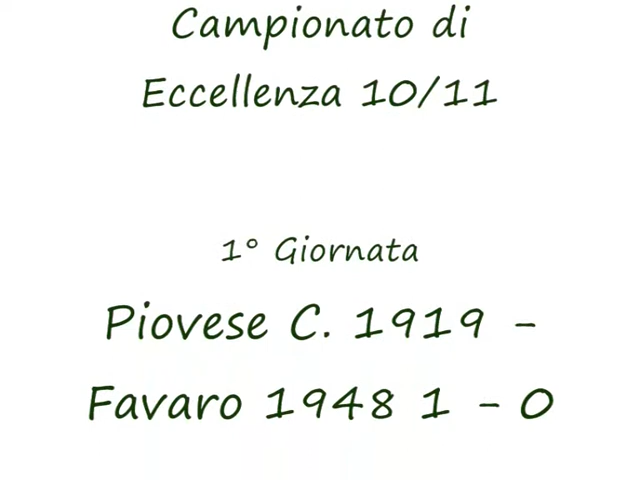 Campionato di
Eccellenza 10/11
1° Giornata
Piovese C. 1919 -
Favaro 1948 1 - 0